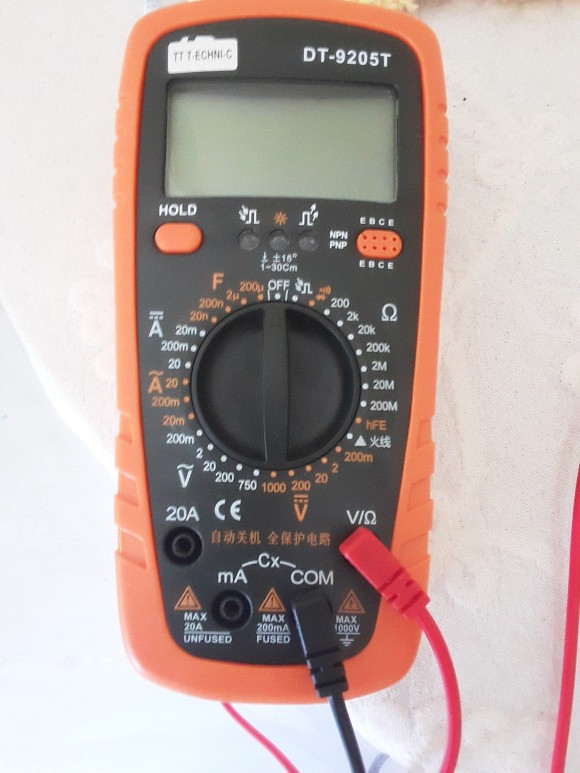 TT T-ECHNI-C
DT-9205T
HOLD
E B C E
NPN
PNP
E B C E
±15°
1-30Cm
OFF
F
200μ
2μ
200n
20n
A
20m
200m
20
A
20
200m
20m
V
200m
2
20
200
750
1000
200
20
2
200m
V
200
2k
20k
200k
2M
20M
200M
Ω
hFE
火线
20A
CE
V/Ω
自动关机 全保护电路
mA
Cx
COM
MAX
20A
UNFUSED
MAX
200mA
FUSED
MAX
1000V